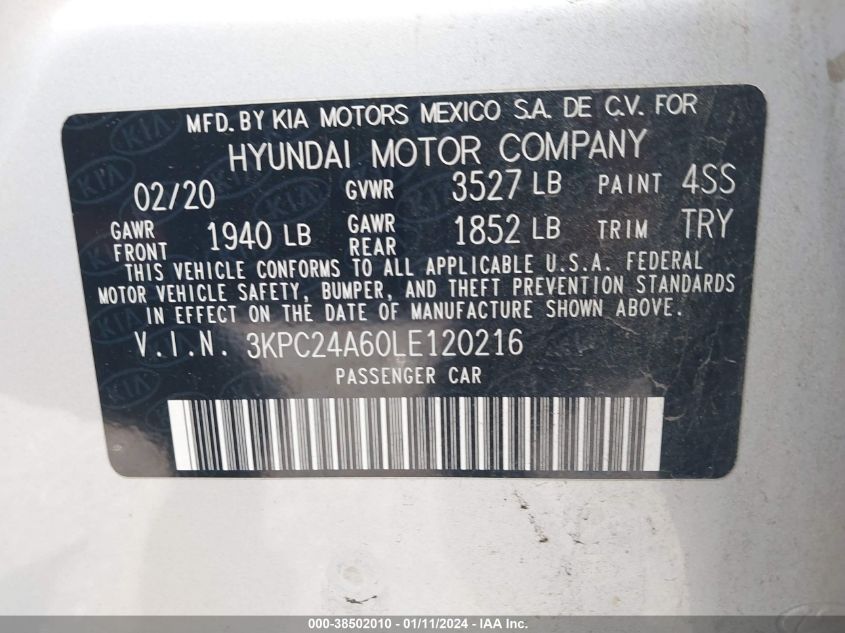 MFD. BY KIA MOTORS MEXICO S.A. DE C.V. FOR
HYUNDAI MOTOR COMPANY
02/20 GVWR 3527 LB PAINT 4SS
GAWR FRONT 1940 LB GAWR REAR 1852 LB TRIM TRY
THIS VEHICLE CONFORMS TO ALL APPLICABLE U.S.A. FEDERAL
MOTOR VEHICLE SAFETY, BUMPER, AND THEFT PREVENTION STANDARDS
IN EFFECT ON THE DATE OF MANUFACTURE SHOWN ABOVE.
V.I.N. 3KPC24A60LE120216
PASSENGER CAR
000-38502010 - 01/11/2024 - IAA Inc.